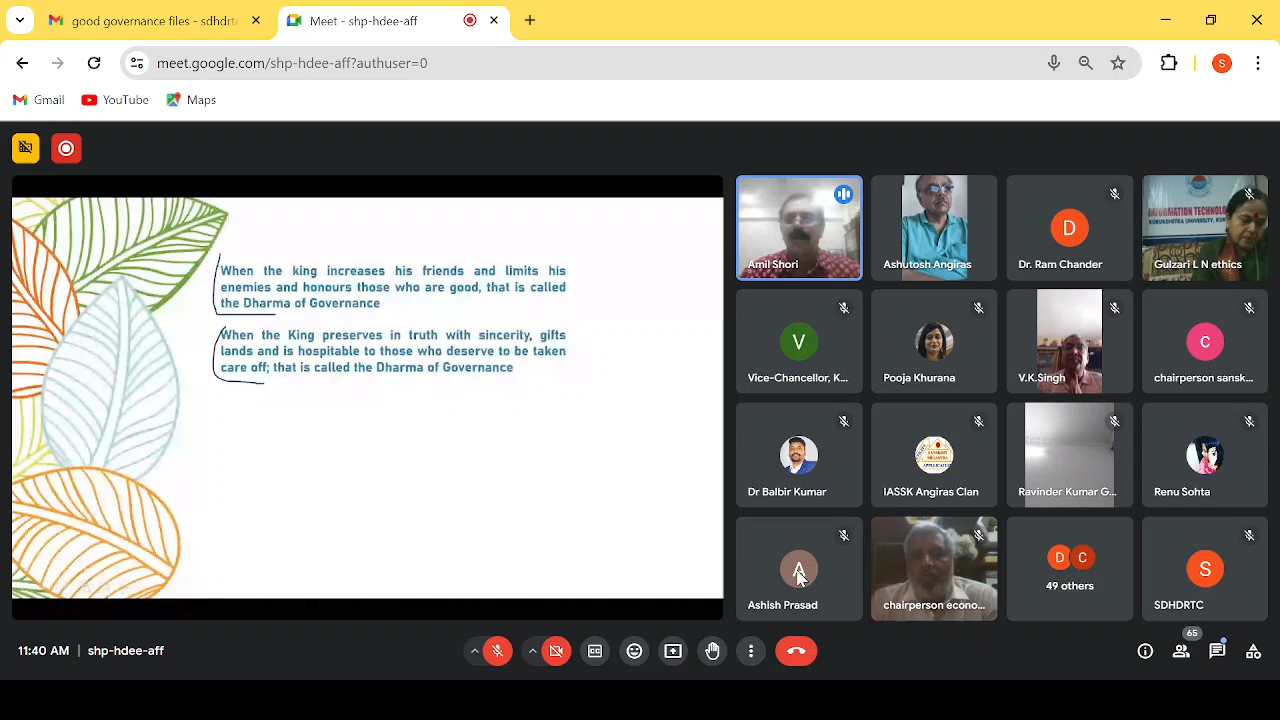 good governance files - sdhdrt
Meet - shp-hdee-aff
meet.google.com/shp-hdee-aff?authuser=0
S
Gmail
YouTube
Maps
When the king increases his friends and limits his
enemies and honours those who are good, that is called
the Dharma of Governance
When the King preserves in truth with sincerity, gifts
lands and is hospitable to those who deserve to be taken
care off; that is called the Dharma of Governance
Amil Shori
Ashutosh Angiras
D
Dr. Ram Chander
INFORMATION TECHNOLO
KURUKSHETRA UNIVERSITY, KUR
Gulzari L N ethics
V
Vice-Chancellor, K...
Pooja Khurana
V.K.Singh
c
chairperson sansk...
Dr Balbir Kumar
IASSK Angiras Clan
Ravinder Kumar G...
Renu Sohta
A
Ashish Prasad
chairperson econo...
D C
49 others
S
SDHDRTC
11:40 AM | shp-hdee-aff
65